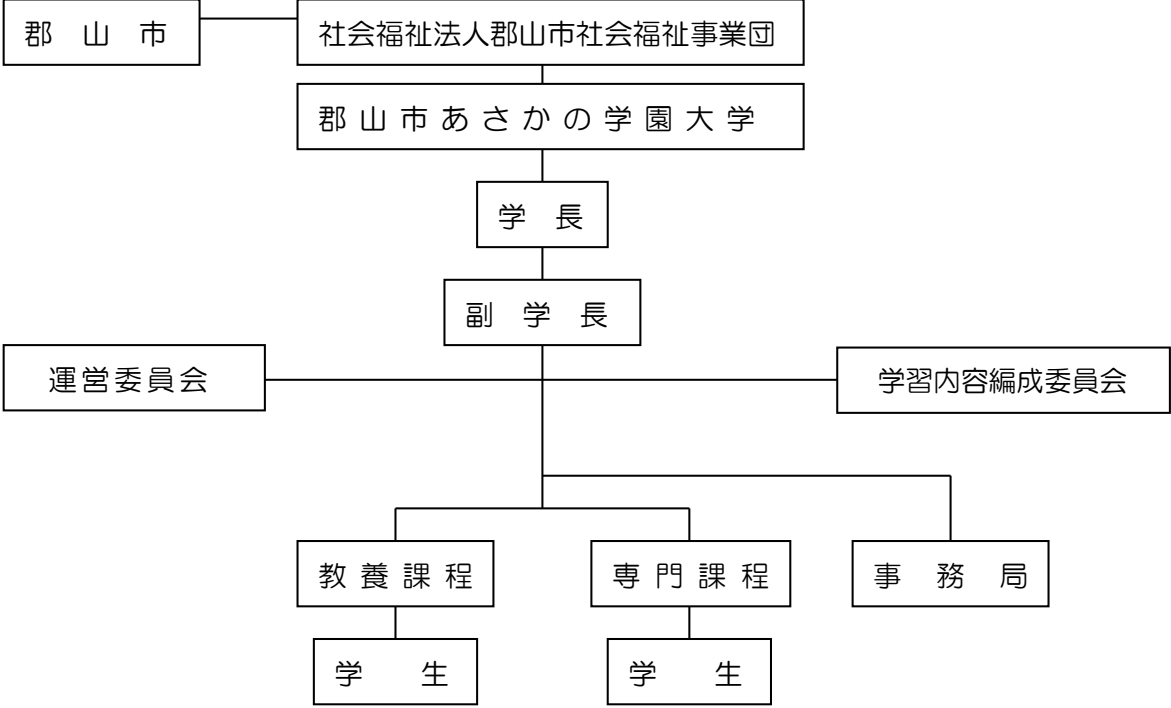 郡山市
社会福祉法人郡山市社会福祉事業団
郡山市あさかの学園大学
学長
副学長
運営委員会
学習内容編成委員会
教養課程
専門課程
事務局
学生
学生